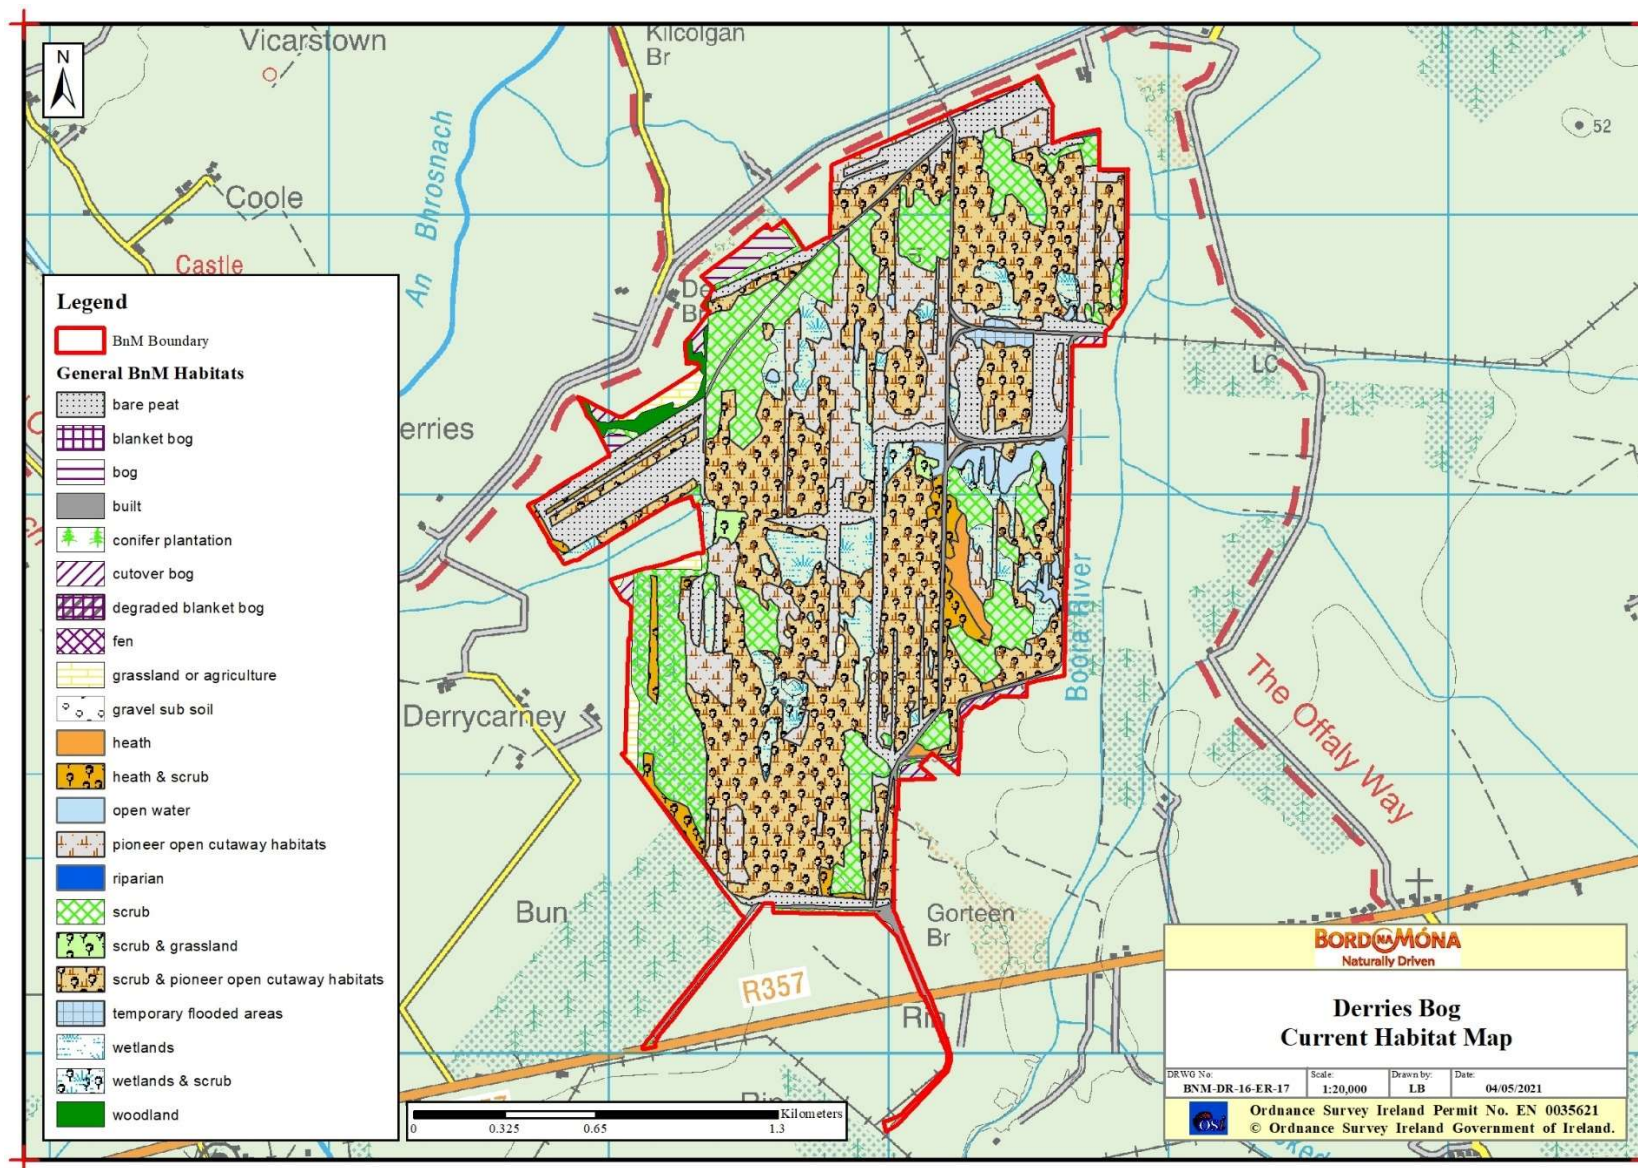 Vicarstown
Kilcolgan
Br
N
An Bhrosnach
52
Coole
Castle
Legend
BnM Boundary
General BnM Habitats
bare peat
blanket bog
bog
built
conifer plantation
cutover bog
degraded blanket bog
fen
grassland or agriculture
gravel sub soil
heath
heath & scrub
open water
pioneer open cutaway habitats
riparian
scrub
scrub & grassland
scrub & pioneer open cutaway habitats
temporary flooded areas
wetlands
wetlands & scrub
woodland
De
Br
LC
erries
Boora River
The Offaly Way
Derrycarney
Bun
Gorteen
Br
R357
Rin
Kilometers
0 0.325 0.65 1.3
BORD NA MÓNA
Naturally Driven
Derries Bog
Current Habitat Map
DRWG No: Scale: Drawn by: Date:
BNM-DR-16-ER-17 1:20,000 LB 04/05/2021
OSi
Ordnance Survey Ireland Permit No. EN 0035621
© Ordnance Survey Ireland Government of Ireland.